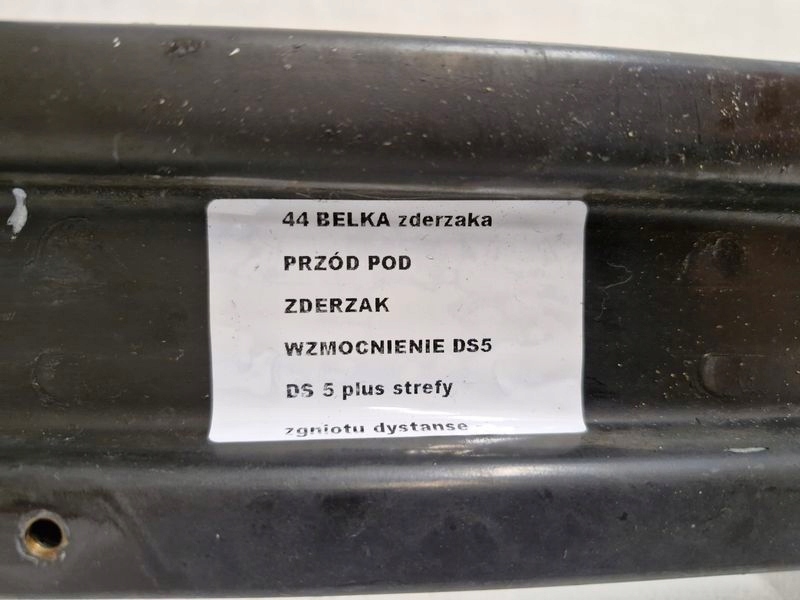 44 BELKA zderzaka
PRZÓD POD
ZDERZAK
WZMOCNIENIE DS5
DS 5 plus strefy
zgniotu dystanse -